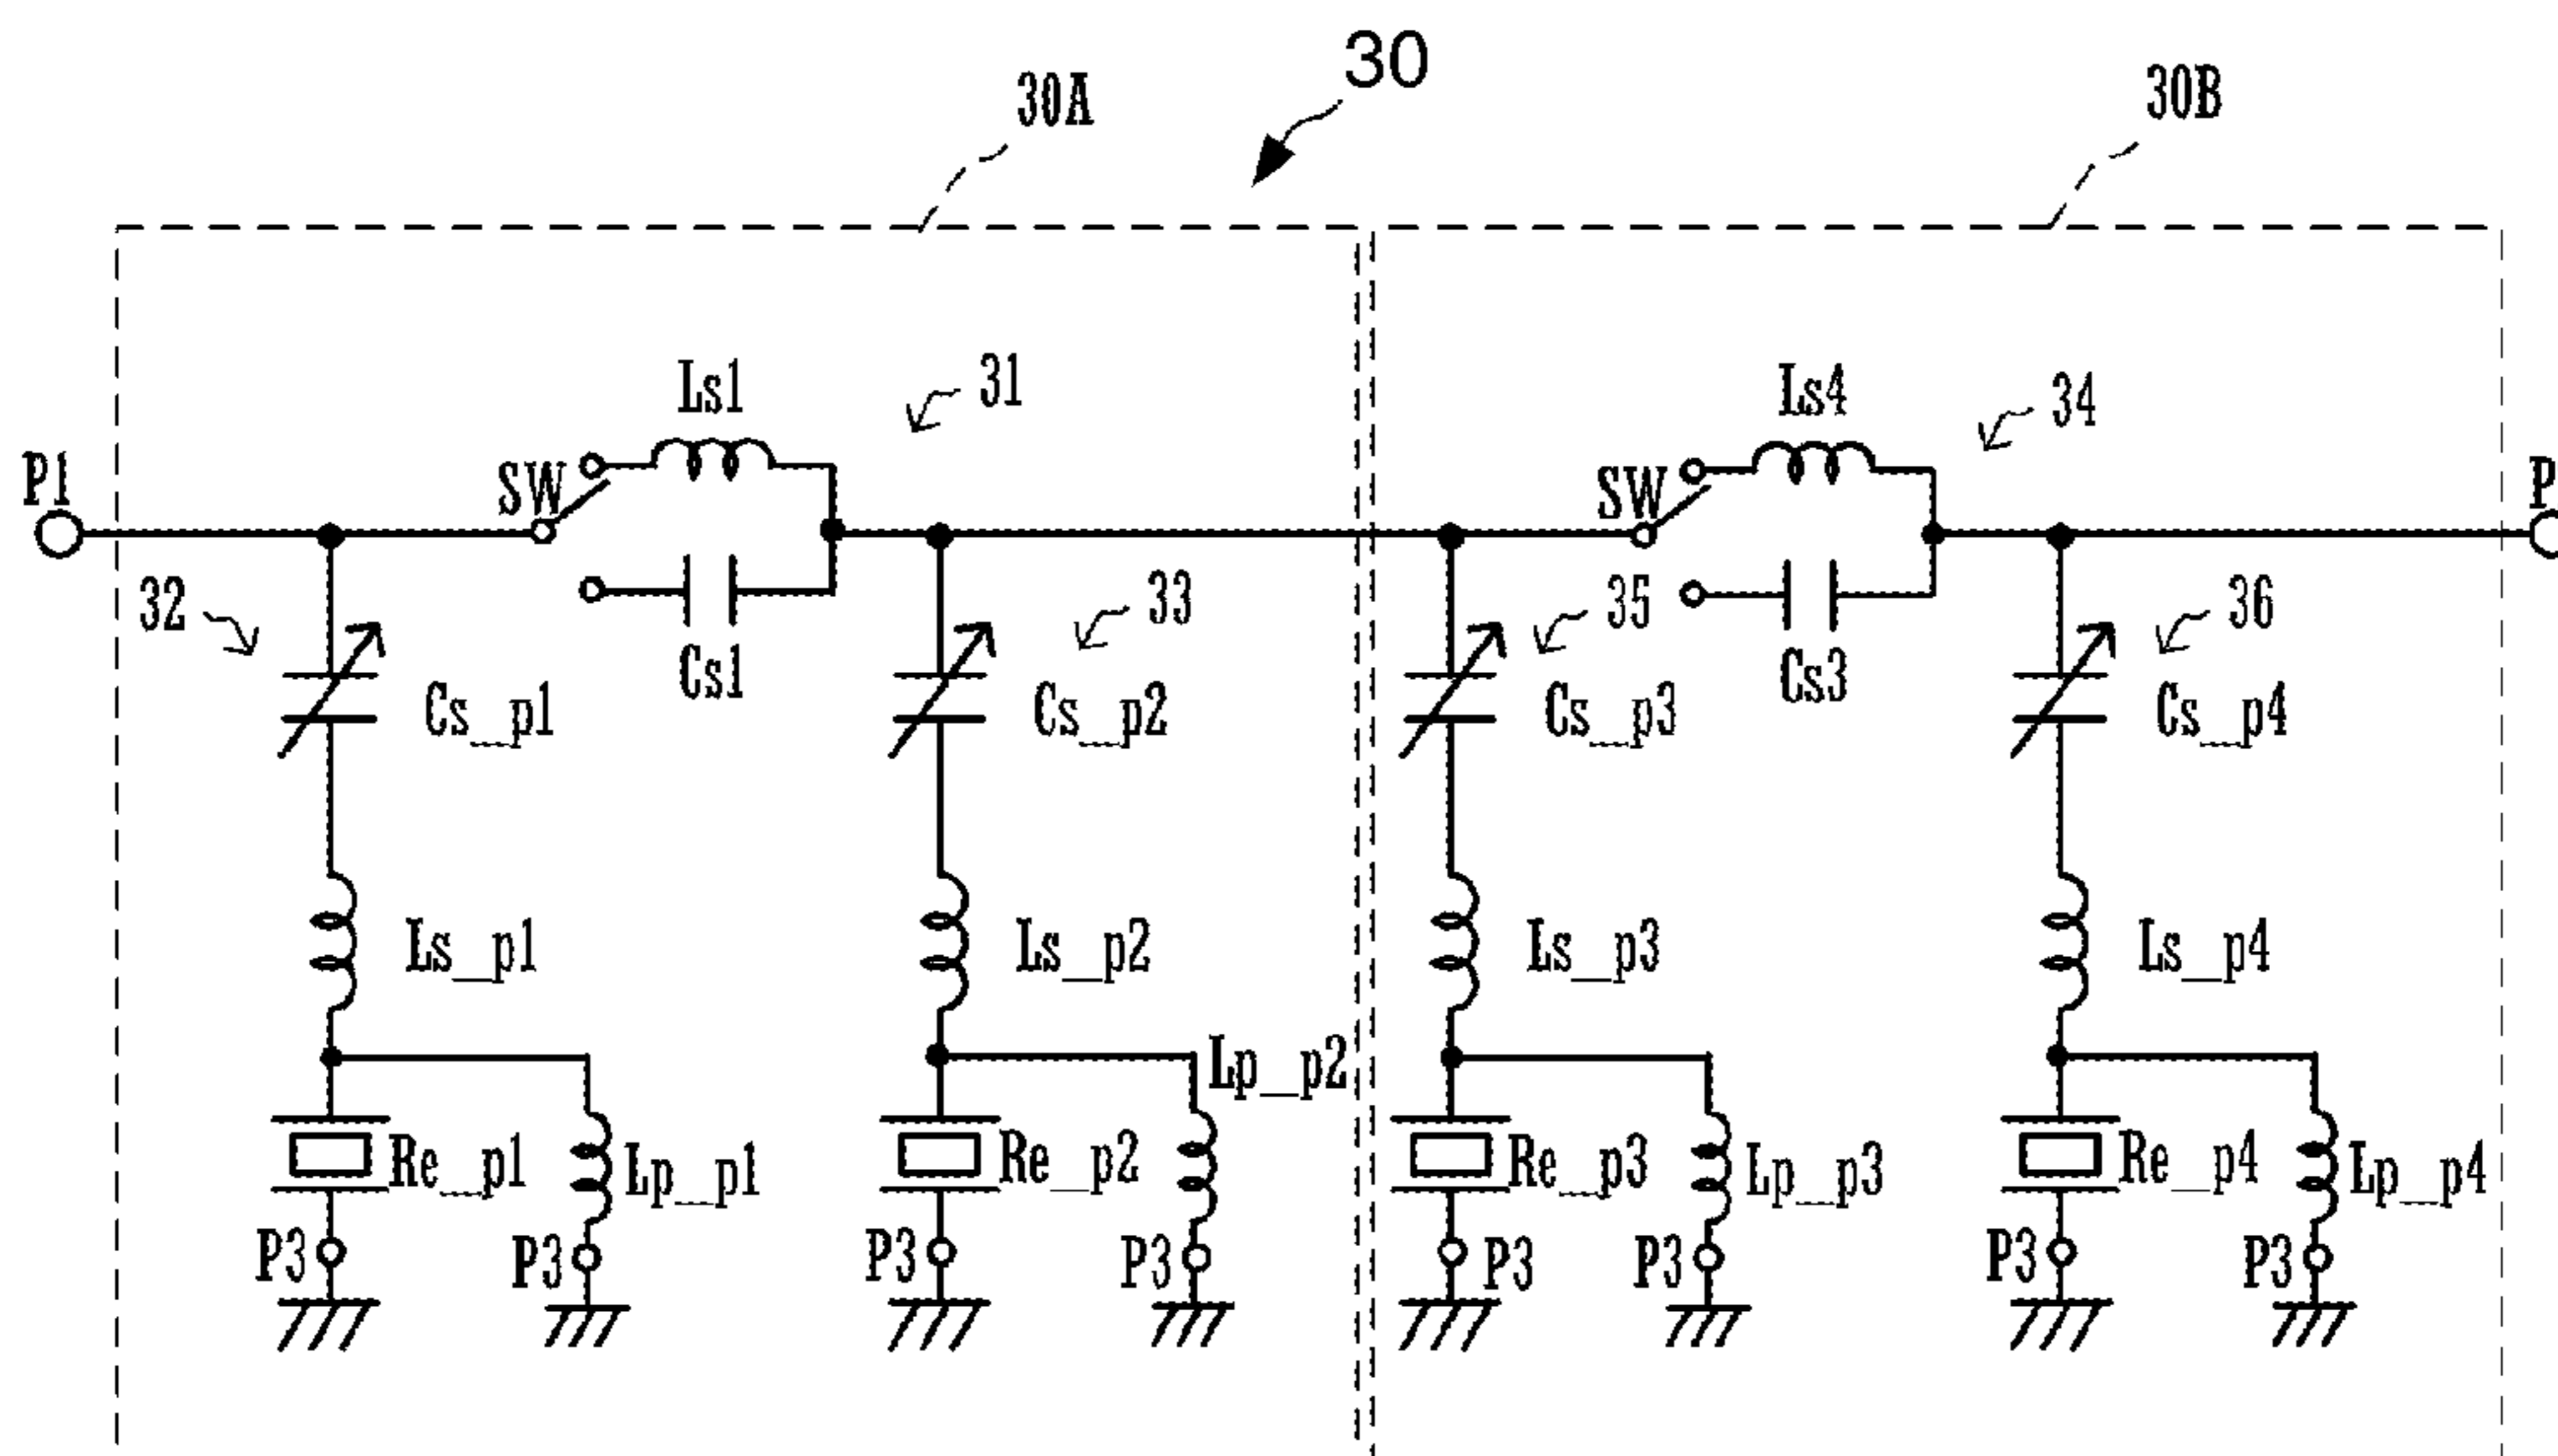 30
30A
30B
Ls1
31
Ls4
34
P1
SW
SW
P
32
33
35
36
Cs1
Cs3
Cs_p1
Cs_p2
Cs_p3
Cs_p4
Ls_p1
Ls_p2
Ls_p3
Ls_p4
Lp_p2
Re_p1
Lp_p1
Re_p2
Re_p3
Lp_p3
Re_p4
Lp_p4
P3
P3
P3
P3
P3
P3
P3
P3